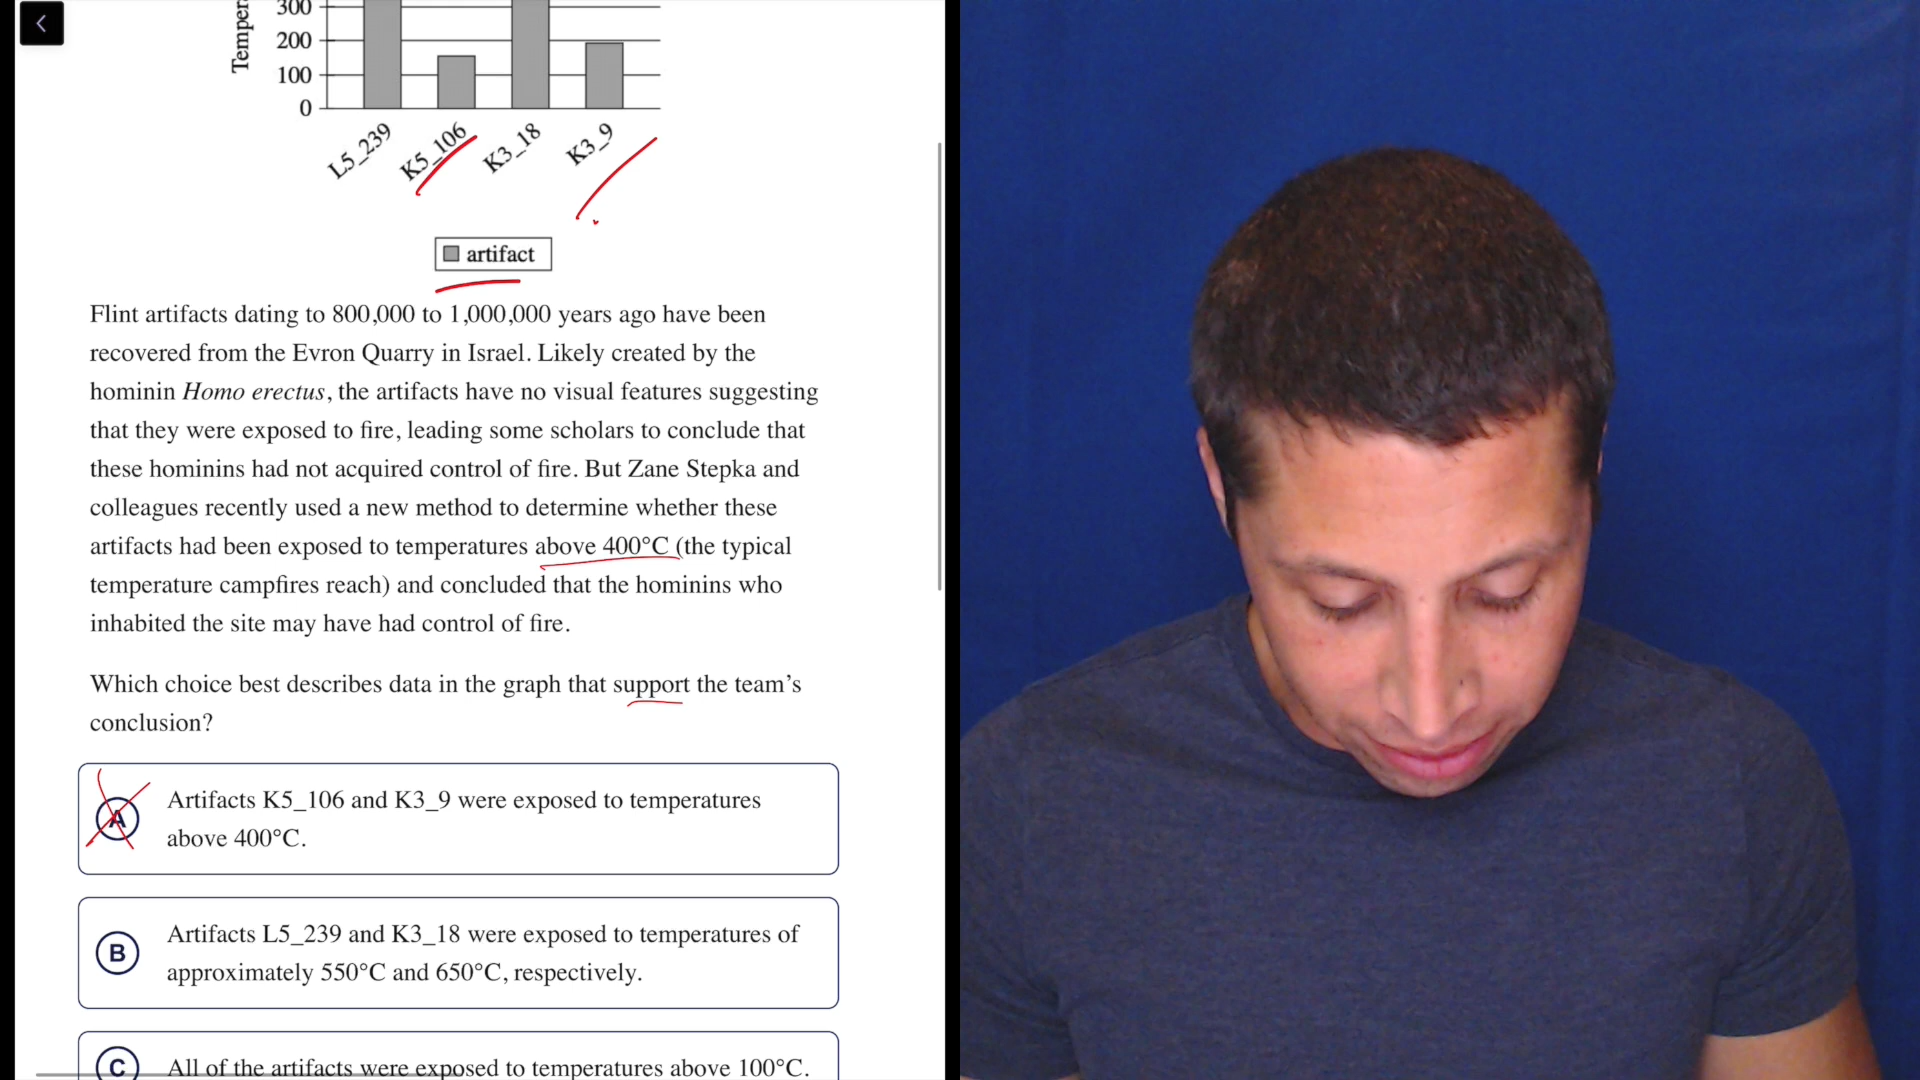 300
Temper
200
100
0
L5_239
K5_106
K3_18
K3_9
artifact
Flint artifacts dating to 800,000 to 1,000,000 years ago have been
recovered from the Evron Quarry in Israel. Likely created by the
hominin Homo erectus, the artifacts have no visual features suggesting
that they were exposed to fire, leading some scholars to conclude that
these hominins had not acquired control of fire. But Zane Stepka and
colleagues recently used a new method to determine whether these
artifacts had been exposed to temperatures above 400°C (the typical
temperature campfires reach) and concluded that the hominins who
inhabited the site may have had control of fire.
Which choice best describes data in the graph that support the team's
conclusion?
A
Artifacts K5_106 and K3_9 were exposed to temperatures
above 400°C.
B
Artifacts L5_239 and K3_18 were exposed to temperatures of
approximately 550°C and 650°C, respectively.
C
All of the artifacts were exposed to temperatures above 100°C.